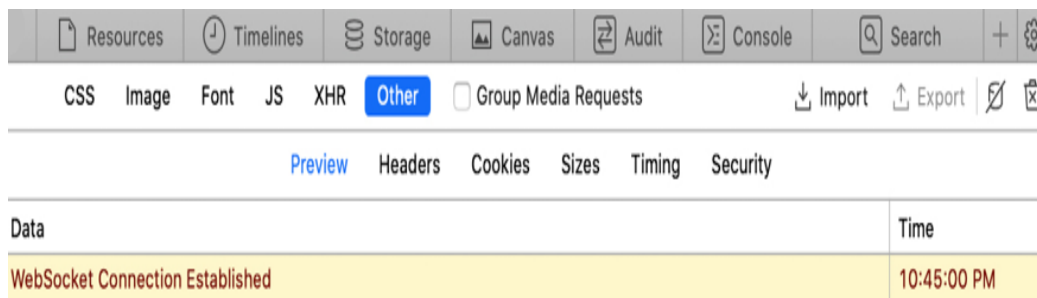 Resources Timelines Storage Canvas Audit Console Search
CSS Image Font JS XHR Other Group Media Requests Import Export
Preview Headers Cookies Sizes Timing Security
Data Time
WebSocket Connection Established 10:45:00 PM